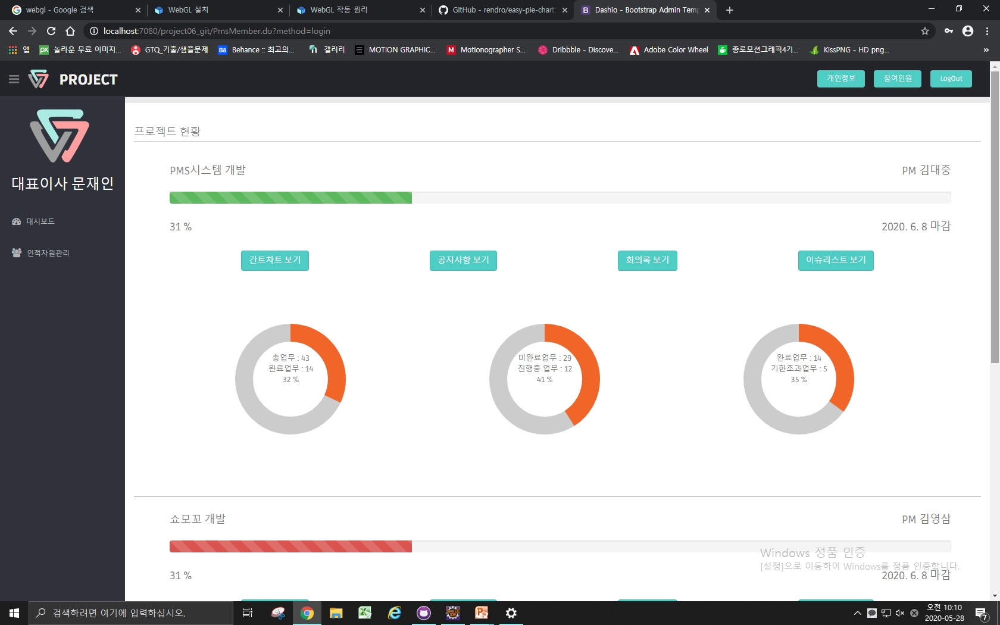 webgl - Google 검색
WebGL 설치
WebGL 작동 원리
GitHub - rendro/easy-pie-chart
Dashio - Bootstrap Admin Temp
localhost:7080/project06_git/PmsMember.do?method=login
앱
놀라운 무료 이미지...
GTQ_기출/샘플문제
Behance :: 최고의...
갤러리
MOTION GRAPHIC...
Motionographer S...
Dribbble - Discove...
Adobe Color Wheel
종로모션그래픽4기...
KissPNG - HD png...
PROJECT
개인정보
참여인원
LogOut
대표이사 문재인
대시보드
인적자원관리
프로젝트 현황
PMS시스템 개발
PM 김대중
31 %
2020. 6. 8 마감
간트차트 보기
공지사항 보기
회의록 보기
이슈리스트 보기
총업무 : 43
완료업무 : 14
32 %
미완료업무 : 29
진행중 업무 : 12
41 %
완료업무 : 14
기한초과업무 : 5
35 %
쇼모꼬 개발
PM 김영삼
31 %
2020. 6. 8 마감
Windows 정품 인증
[설정]으로 이동하여 Windows를 정품 인증합니다.
검색하려면 여기에 입력하십시오.
오전 10:10
2020-05-28
7